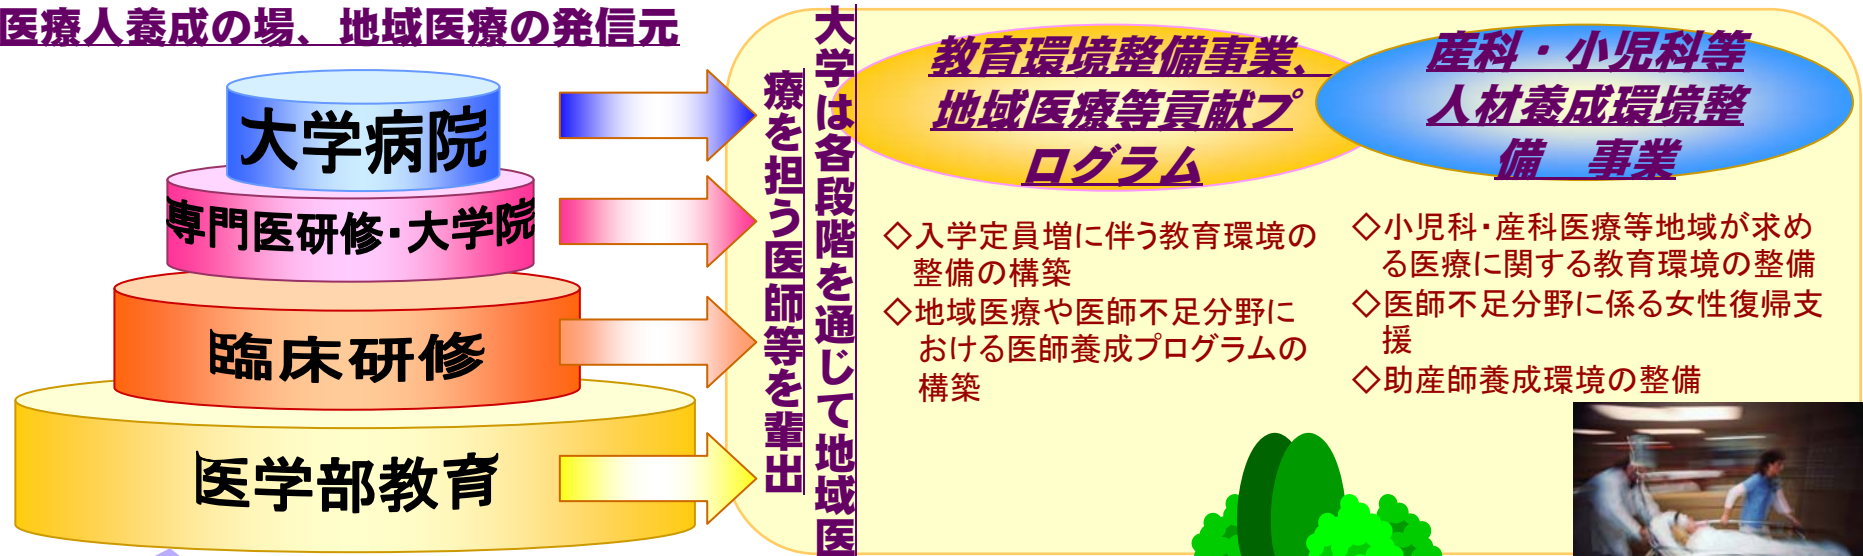 医療人養成の場、地域医療の発信元
大学病院
専門医研修・大学院
臨床研修
医学部教育
大学は各段階を通じて地域医
療を担う医師等を輩出
教育環境整備事業、
地域医療等貢献プ
ログラム
◇入学定員増に伴う教育環境の
整備の構築
◇地域医療や医師不足分野に
おける医師養成プログラムの
構築
産科・小児科等
人材養成環境整
備　事業
◇小児科・産科医療等地域が求め
る医療に関する教育環境の整備
◇医師不足分野に係る女性復帰支
援
◇助産師養成環境の整備